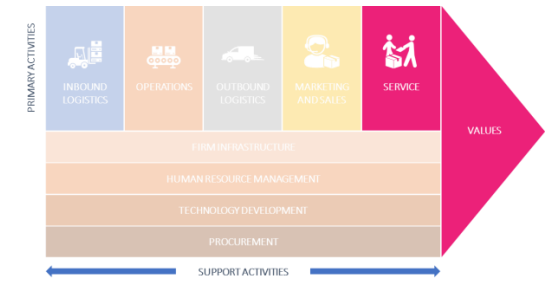 PRIMARY ACTIVITIES
INBOUND
LOGISTICS
OPERATIONS
OUTBOUND
LOGISTICS
MARKETING
AND SALES
SERVICE
VALUES
FIRM INFRASTRUCTURE
HUMAN RESOURCE MANAGEMENT
TECHNOLOGY DEVELOPMENT
PROCUREMENT
SUPPORT ACTIVITIES